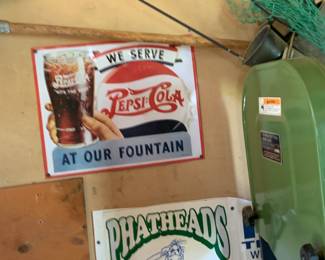 WE SERVE
PEPSI-COLA
AT OUR FOUNTAIN
PHATHEADS